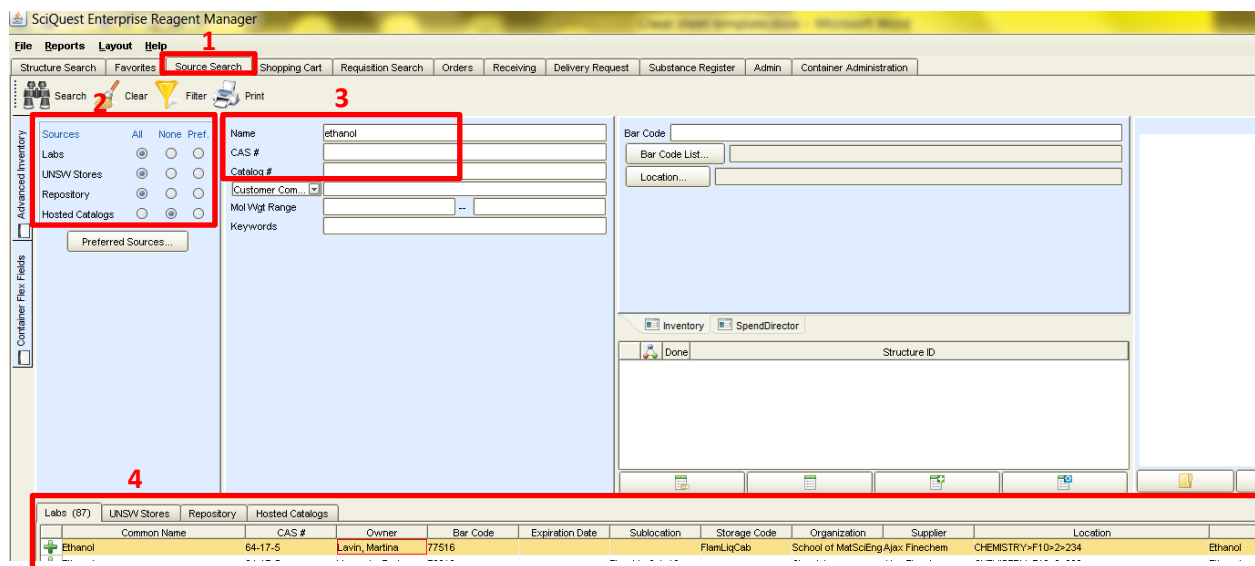 SciQuest Enterprise Reagent Manager
File Reports Layout Help
1
Structure Search Favorites Source Search Shopping Cart Requisition Search Orders Receiving Delivery Request Substance Register Admin Container Administration
Search Clear Filter Print
2
3
Advanced Inventory
Container Flex Fields
Sources All None Pref.
Labs
UNSW Stores
Repository
Hosted Catalogs
Preferred Sources...
Name ethanol
CAS #
Catalog #
Customer Com...
Mol Wgt Range --
Keywords
Bar Code
Bar Code List...
Location...
Inventory SpendDirector
Done Structure ID
4
Labs (87) UNSW Stores Repository Hosted Catalogs
Common Name CAS # Owner Bar Code Expiration Date Sublocation Storage Code Organization Supplier Location
Ethanol 64-17-5 Lavin, Martina 77516 FlamLiqCab School of MatSciEng Ajax Finechem CHEMISTRY>F10>2>234 Ethanol